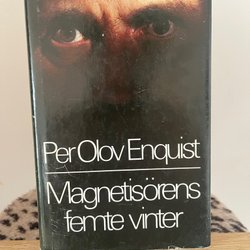 Per Olov Enquist
Magnetisörens
femte vinter